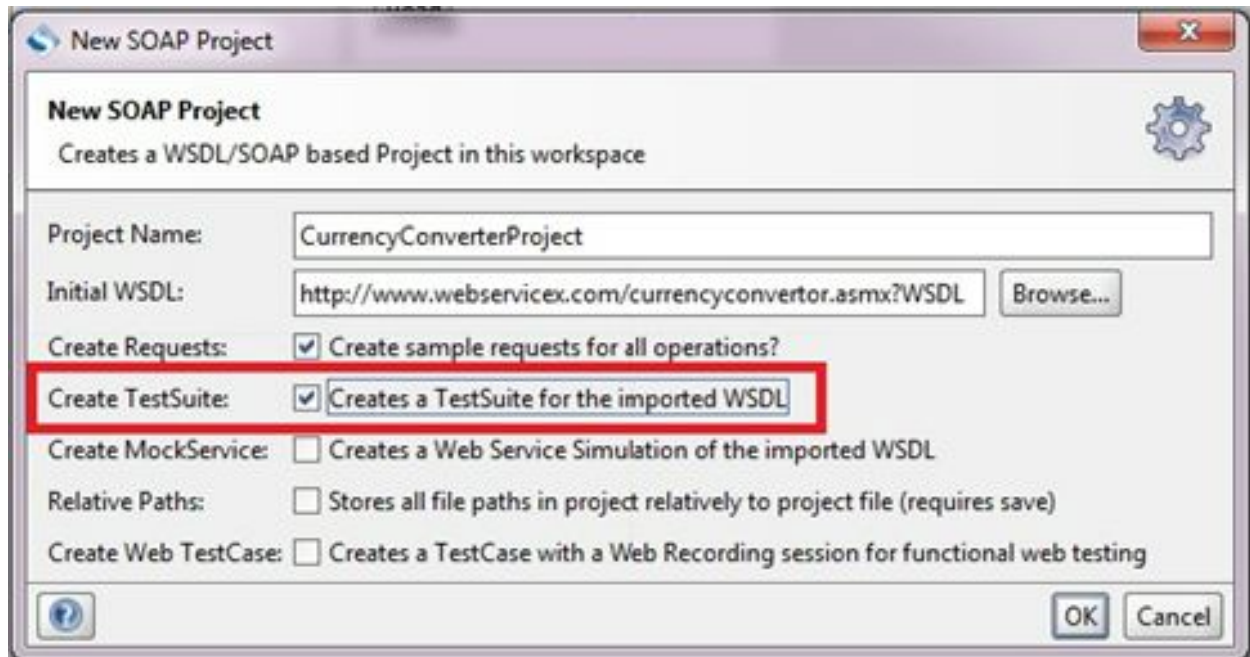 New SOAP Project
New SOAP Project
Creates a WSDL/SOAP based Project in this workspace
Project Name: CurrencyConverterProject
Initial WSDL: http://www.webservicex.com/currencyconvertor.asmx?WSDL Browse...
Create Requests: Create sample requests for all operations?
Create TestSuite: Creates a TestSuite for the imported WSDL
Create MockService: Creates a Web Service Simulation of the imported WSDL
Relative Paths: Stores all file paths in project relatively to project file (requires save)
Create Web TestCase: Creates a TestCase with a Web Recording session for functional web testing
OK Cancel